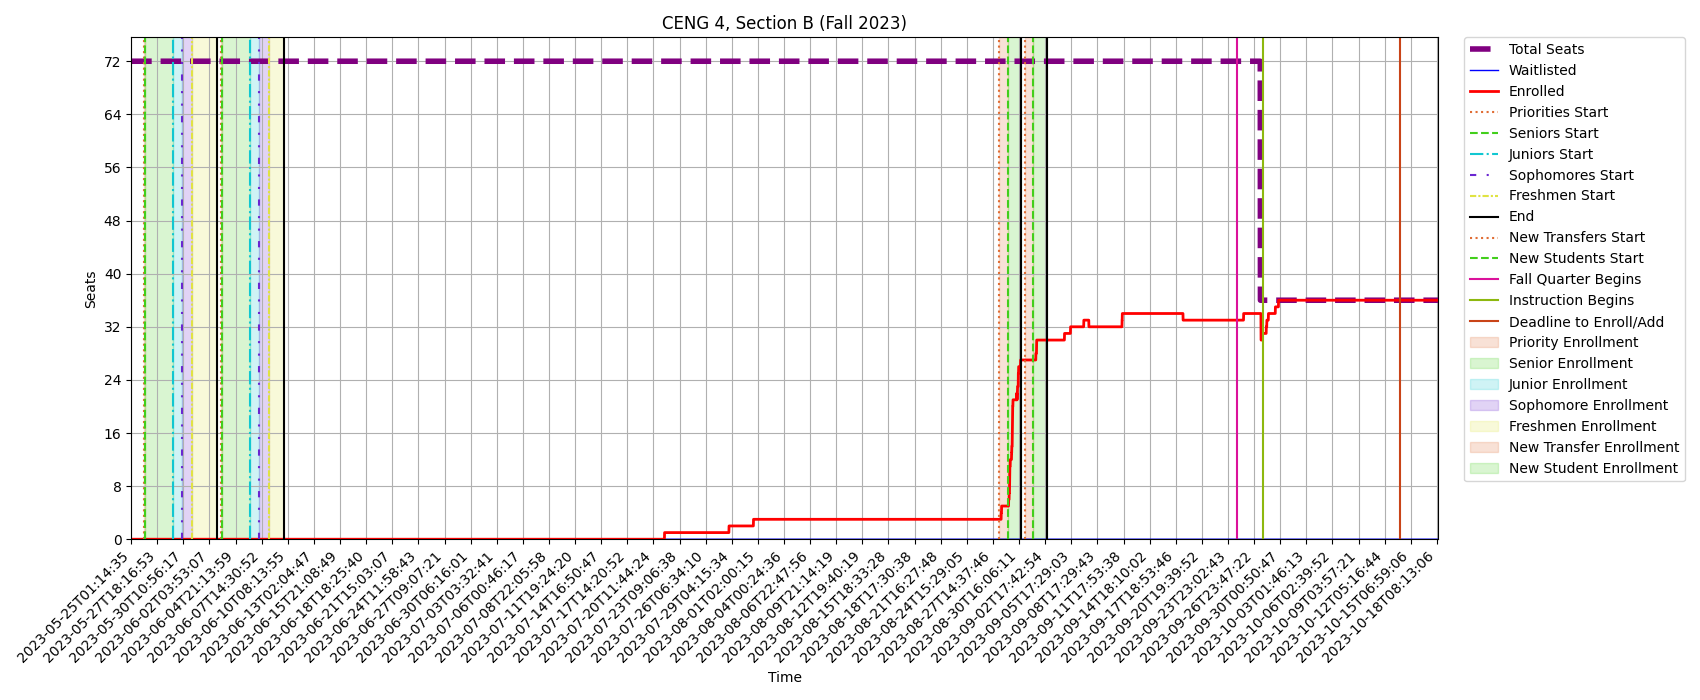 CENG 4, Section B (Fall 2023)
Seats
72
64
56
48
40
32
24
16
8
0
2023-05-25T01:14:35
2023-05-27T18:16:53
2023-05-30T10:56:17
2023-06-02T03:53:07
2023-06-04T21:13:59
2023-06-07T14:30:52
2023-06-10T08:13:55
2023-06-13T02:04:47
2023-06-15T21:08:49
2023-06-18T18:25:40
2023-06-21T15:03:07
2023-06-24T11:58:43
2023-06-27T09:07:21
2023-06-30T06:16:01
2023-07-03T03:32:41
2023-07-06T00:46:17
2023-07-08T22:05:58
2023-07-11T19:24:20
2023-07-14T16:50:47
2023-07-17T14:20:52
2023-07-20T11:44:24
2023-07-23T09:06:38
2023-07-26T06:34:10
2023-07-29T04:15:34
2023-08-01T02:00:15
2023-08-04T00:24:36
2023-08-06T22:47:56
2023-08-09T21:14:19
2023-08-12T19:40:19
2023-08-15T18:33:28
2023-08-18T17:30:38
2023-08-21T16:27:48
2023-08-24T15:29:05
2023-08-27T14:37:46
2023-08-30T16:06:11
2023-09-02T17:42:54
2023-09-05T17:29:03
2023-09-08T17:29:43
2023-09-11T17:53:38
2023-09-14T18:10:02
2023-09-17T18:53:46
2023-09-20T19:39:52
2023-09-23T23:02:43
2023-09-26T23:47:22
2023-09-30T00:50:47
2023-10-03T01:46:13
2023-10-06T02:39:52
2023-10-09T03:57:21
2023-10-12T05:16:44
2023-10-15T06:59:06
2023-10-18T08:13:06
Time
Total Seats
Waitlisted
Enrolled
Priorities Start
Seniors Start
Juniors Start
Sophomores Start
Freshmen Start
End
New Transfers Start
New Students Start
Fall Quarter Begins
Instruction Begins
Deadline to Enroll/Add
Priority Enrollment
Senior Enrollment
Junior Enrollment
Sophomore Enrollment
Freshmen Enrollment
New Transfer Enrollment
New Student Enrollment